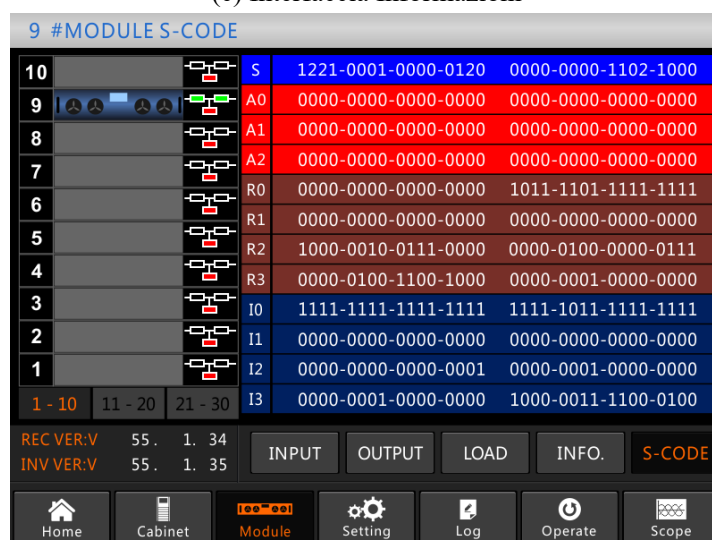 9 #MODULE S-CODE
10
9
8
7
6
5
4
3
2
1
1 - 10 11 - 20 21 - 30
S 1221-0001-0000-0120 0000-0000-1102-1000
A0 0000-0000-0000-0000 0000-0000-0000-0000
A1 0000-0000-0000-0000 0000-0000-0000-0000
A2 0000-0000-0000-0000 0000-0000-0000-0000
R0 0000-0000-0000-0000 1011-1101-1111-1111
R1 0000-0000-0000-0000 0000-0000-0000-0000
R2 1000-0010-0111-0000 0000-0100-0000-0111
R3 0000-0100-1100-1000 0000-0001-0000-0000
I0 1111-1111-1111-1111 1111-1011-1111-1111
I1 0000-0000-0000-0000 0000-0000-0000-0000
I2 0000-0000-0000-0001 0000-0001-0000-0000
I3 0000-0001-0000-0000 1000-0011-1100-0100
REC VER:V 55. 1. 34
INV VER:V 55. 1. 35
INPUT OUTPUT LOAD INFO. S-CODE
Home Cabinet Module Setting Log Operate Scope